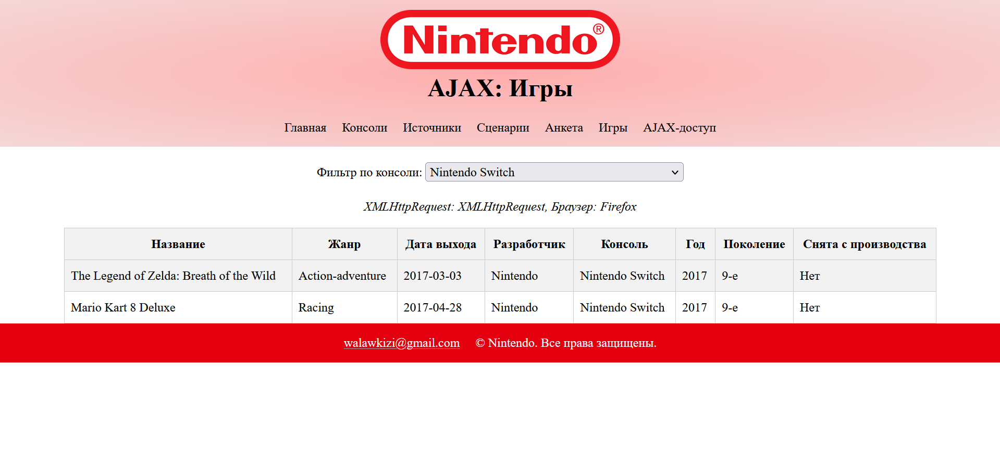 Nintendo®
AJAX: Игры
Главная Консоли Источники Сценарии Анкета Игры AJAX-доступ
Фильтр по консоли: Nintendo Switch
XMLHttpRequest: XMLHttpRequest, Браузер: Firefox
Название Жанр Дата выхода Разработчик Консоль Год Поколение Снята с производства
The Legend of Zelda: Breath of the Wild Action-adventure 2017-03-03 Nintendo Nintendo Switch 2017 9-е Нет
Mario Kart 8 Deluxe Racing 2017-04-28 Nintendo Nintendo Switch 2017 9-е Нет
walawkizi@gmail.com © Nintendo. Все права защищены.